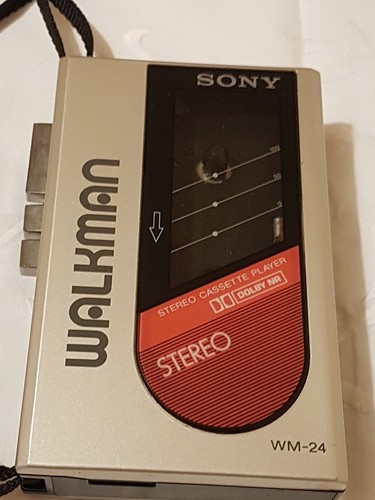 SONY
WALKMAN
100
50
0
STEREO CASSETTE PLAYER
DOLBY NR
STEREO
WM-24